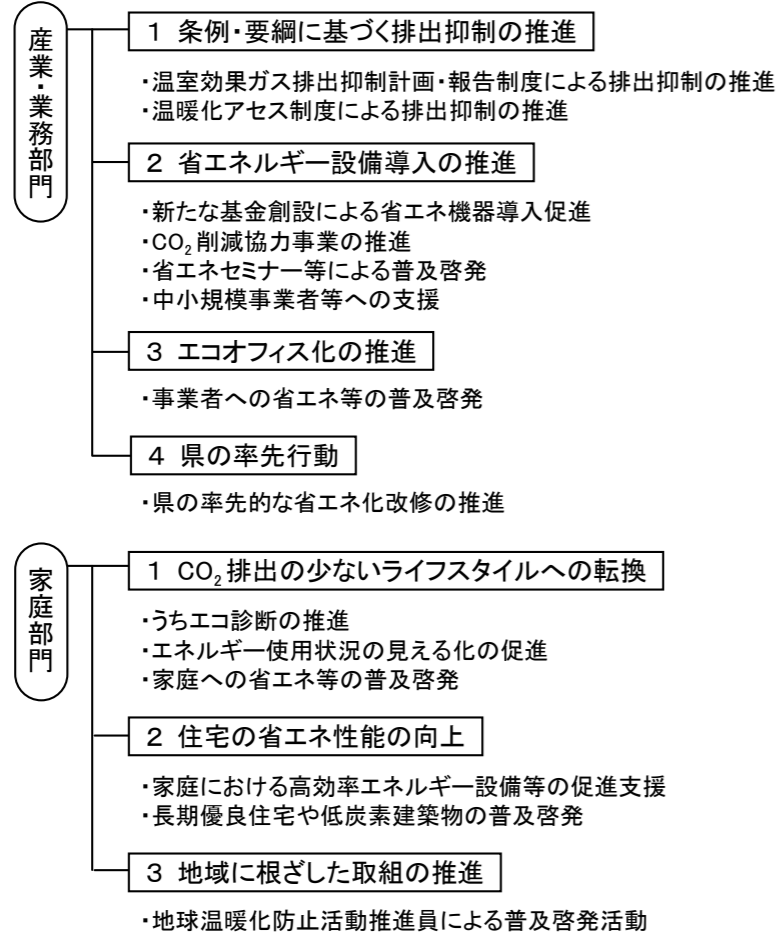 産業・業務部門
1 条例・要綱に基づく排出抑制の推進
・温室効果ガス排出抑制計画・報告制度による排出抑制の推進
・温暖化アセス制度による排出抑制の推進
2 省エネルギー設備導入の推進
・新たな基金創設による省エネ機器導入促進
・CO₂削減協力事業の推進
・省エネセミナー等による普及啓発
・中小規模事業者等への支援
3 エコオフィス化の推進
・事業者への省エネ等の普及啓発
4 県の率先行動
・県の率先的な省エネ化改修の推進
家庭部門
1 CO₂排出の少ないライフスタイルへの転換
・うちエコ診断の推進
・エネルギー使用状況の見える化の促進
・家庭への省エネ等の普及啓発
2 住宅の省エネ性能の向上
・家庭における高効率エネルギー設備等の促進支援
・長期優良住宅や低炭素建築物の普及啓発
3 地域に根ざした取組の推進
・地球温暖化防止活動推進員による普及啓発活動